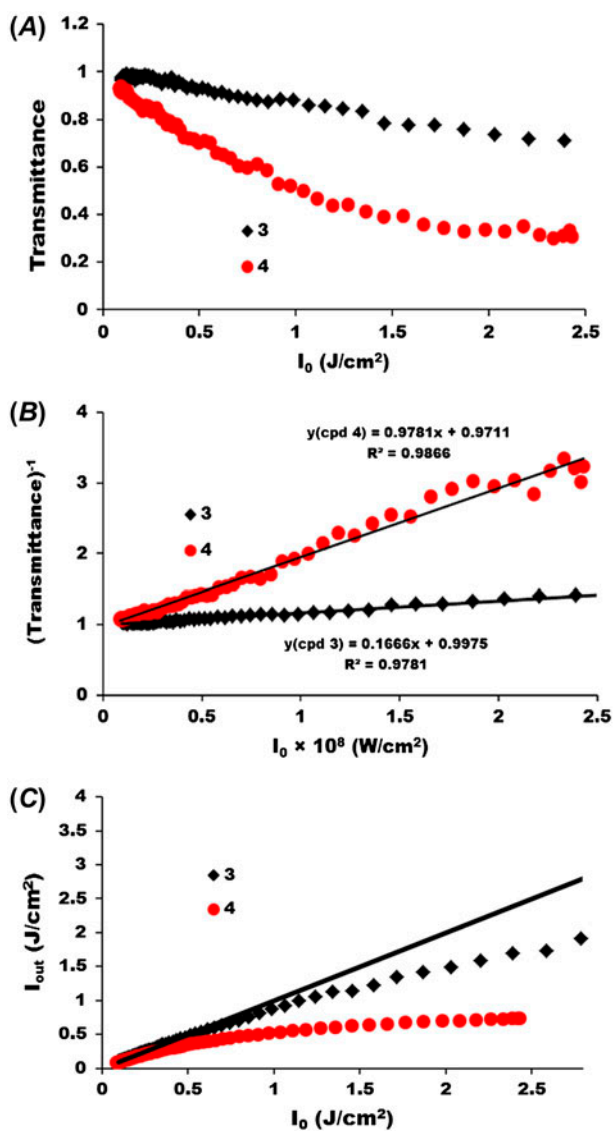 (A)
1.2
1
0.8
0.6
0.4
0.2
0
Transmittance
3
4
0 0.5 1 1.5 2 2.5
I₀ (J/cm²)
(B)
4
3
2
1
0
(Transmittance)⁻¹
y(cpd 4) = 0.9781x + 0.9711
R² = 0.9866
3
4
y(cpd 3) = 0.1666x + 0.9975
R² = 0.9781
0 0.5 1 1.5 2 2.5
I₀ × 10⁸ (W/cm²)
(C)
4
3.5
3
2.5
2
1.5
1
0.5
0
I_out (J/cm²)
3
4
0 0.5 1 1.5 2 2.5
I₀ (J/cm²)